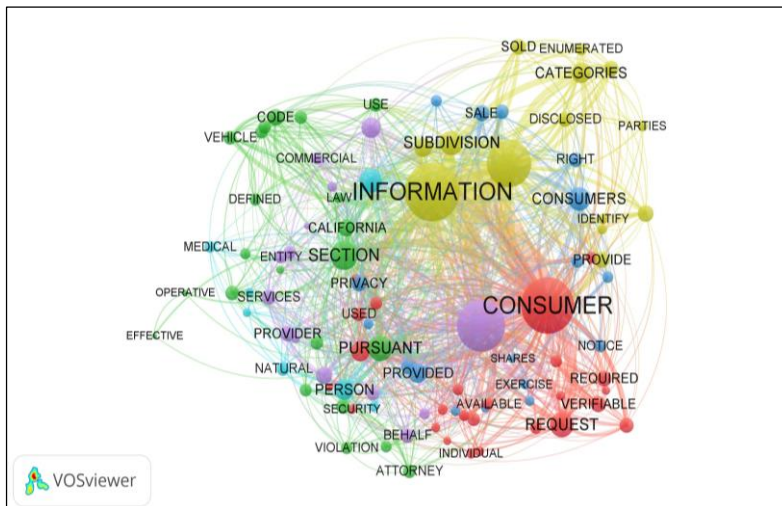 SOLD
ENUMERATED
CATEGORIES
USE
SALE
CODE
DISCLOSED
PARTIES
VEHICLE
SUBDIVISION
COMMERCIAL
RIGHT
INFORMATION
DEFINED
LAW
CONSUMERS
IDENTIFY
CALIFORNIA
MEDICAL
ENTITY
SECTION
PROVIDE
PRIVACY
OPERATIVE
SERVICES
CONSUMER
USED
EFFECTIVE
PROVIDER
PURSUANT
NOTICE
SHARES
NATURAL
PROVIDED
REQUIRED
PERSON
EXERCISE
AVAILABLE
VERIFIABLE
SECURITY
REQUEST
BEHALF
VIOLATION
INDIVIDUAL
ATTORNEY
VOSviewer